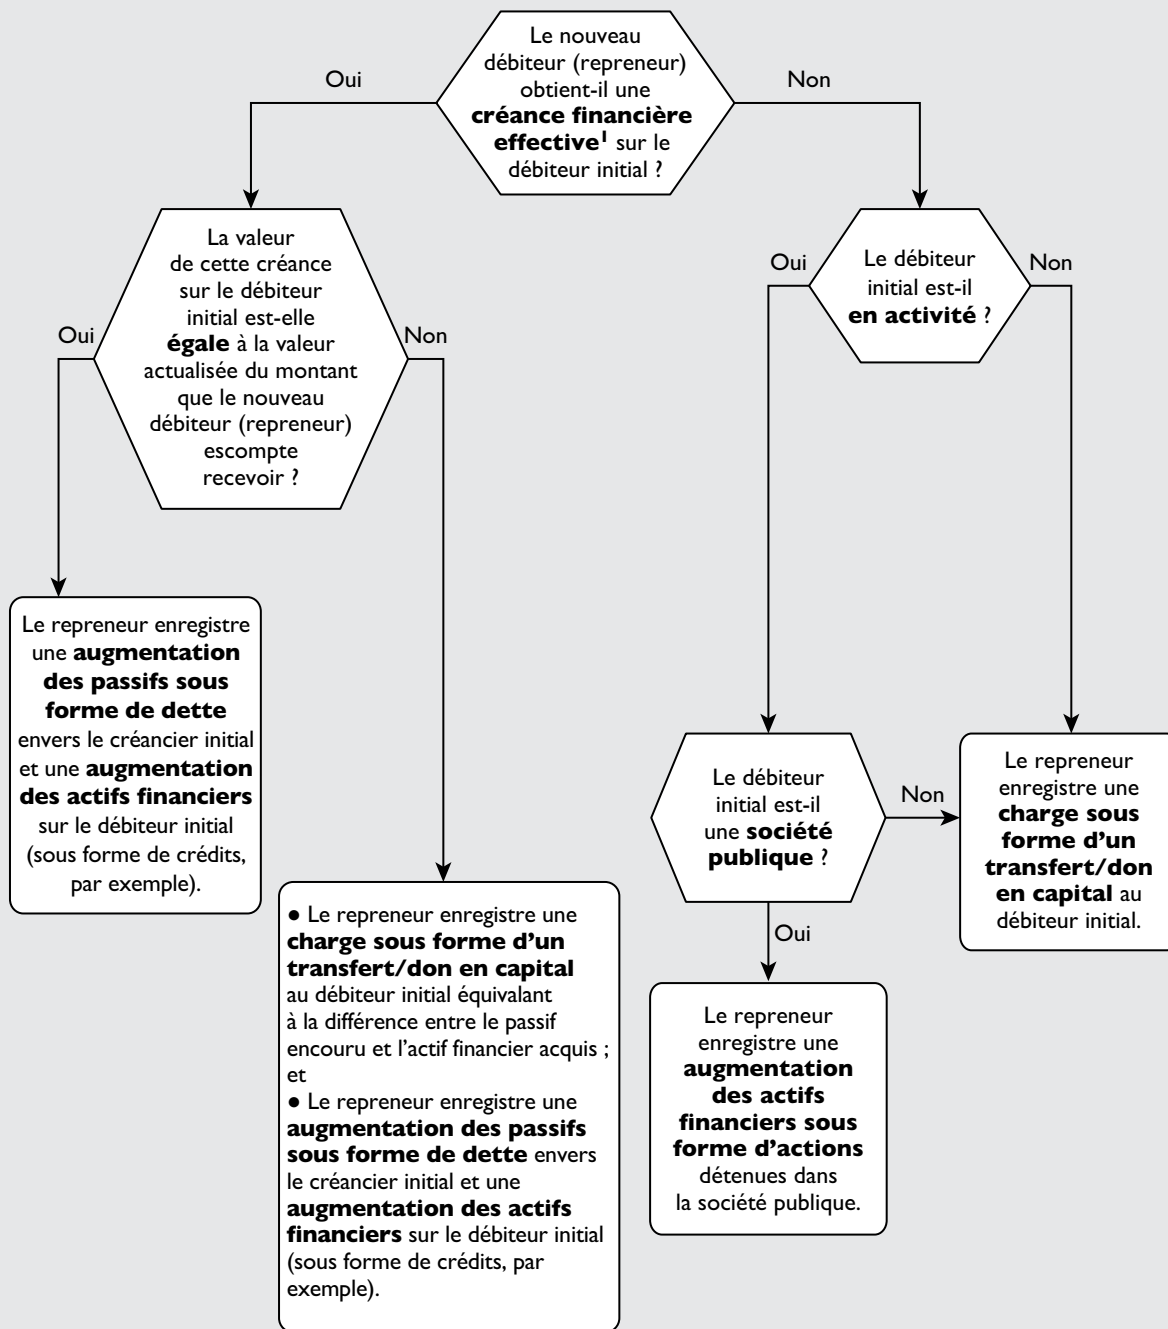 Le nouveau
débiteur (repreneur)
obtient-il une
créance financière
effective¹ sur le
débiteur initial ?
Oui
Non
La valeur
de cette créance
sur le débiteur
initial est-elle
égale à la valeur
actualisée du montant
que le nouveau
débiteur (repreneur)
escompte
recevoir ?
Oui
Non
Le débiteur
initial est-il
en activité ?
Oui
Non
Le repreneur enregistre
une augmentation
des passifs sous
forme de dette
envers le créancier initial
et une augmentation
des actifs financiers
sur le débiteur initial
(sous forme de crédits,
par exemple).
● Le repreneur enregistre une
charge sous forme d'un
transfert/don en capital
au débiteur initial équivalant
à la différence entre le passif
encouru et l'actif financier acquis ;
et
● Le repreneur enregistre une
augmentation des passifs
sous forme de dette envers
le créancier initial et une
augmentation des actifs
financiers sur le débiteur initial
(sous forme de crédits, par
exemple).
Le débiteur
initial est-il
une société
publique ?
Non
Oui
Le repreneur
enregistre une
charge sous
forme d'un
transfert/don
en capital au
débiteur initial.
Le repreneur
enregistre une
augmentation
des actifs
financiers sous
forme d'actions
détenues dans
la société publique.